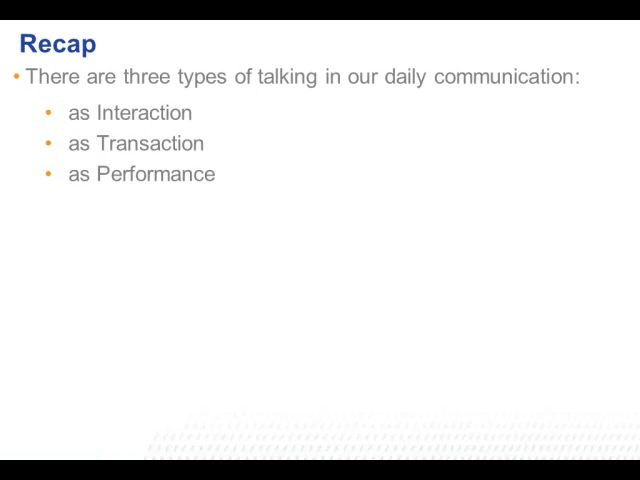 Recap
• There are three types of talking in our daily communication:
• as Interaction
• as Transaction
• as Performance